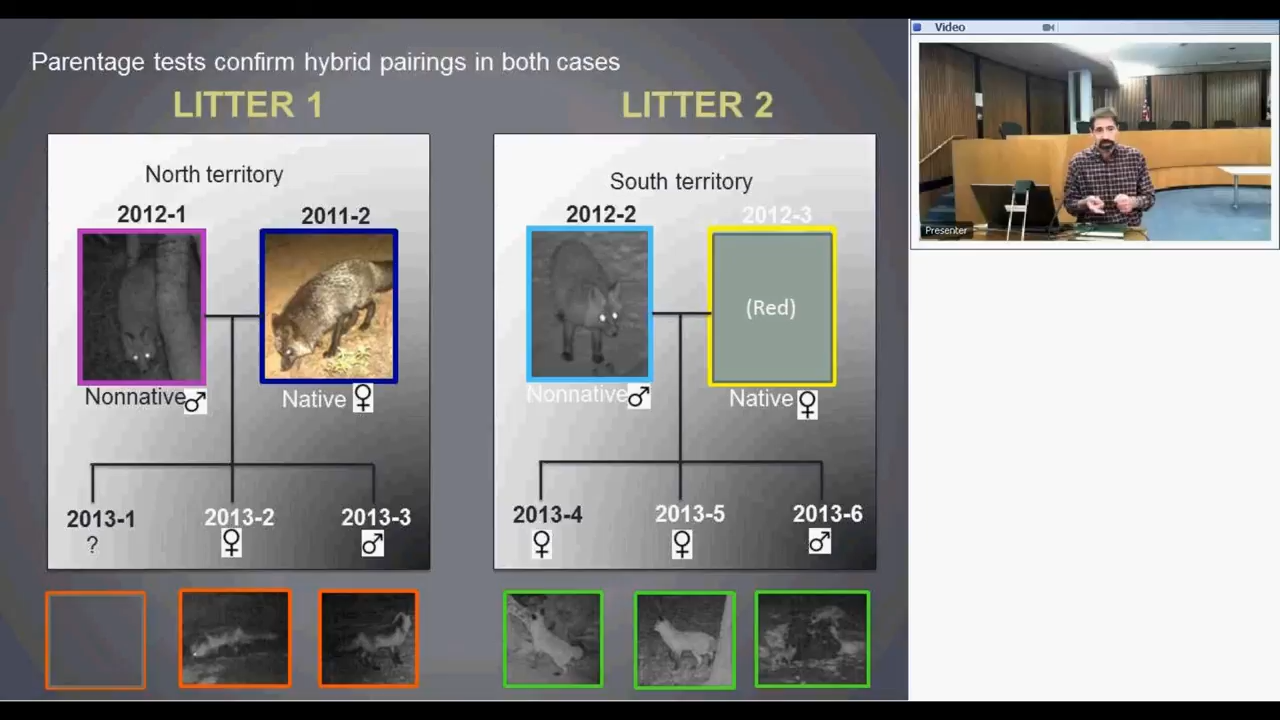 Parentage tests confirm hybrid pairings in both cases
LITTER 1
LITTER 2
North territory
2012-1
2011-2
Nonnative♂
Native ♀
2013-1
2013-2
2013-3
?
♀
♂
South territory
2012-2
2012-3
(Red)
Nonnative♂
Native ♀
2013-4
2013-5
2013-6
♀
♀
♂
Video
Presenter